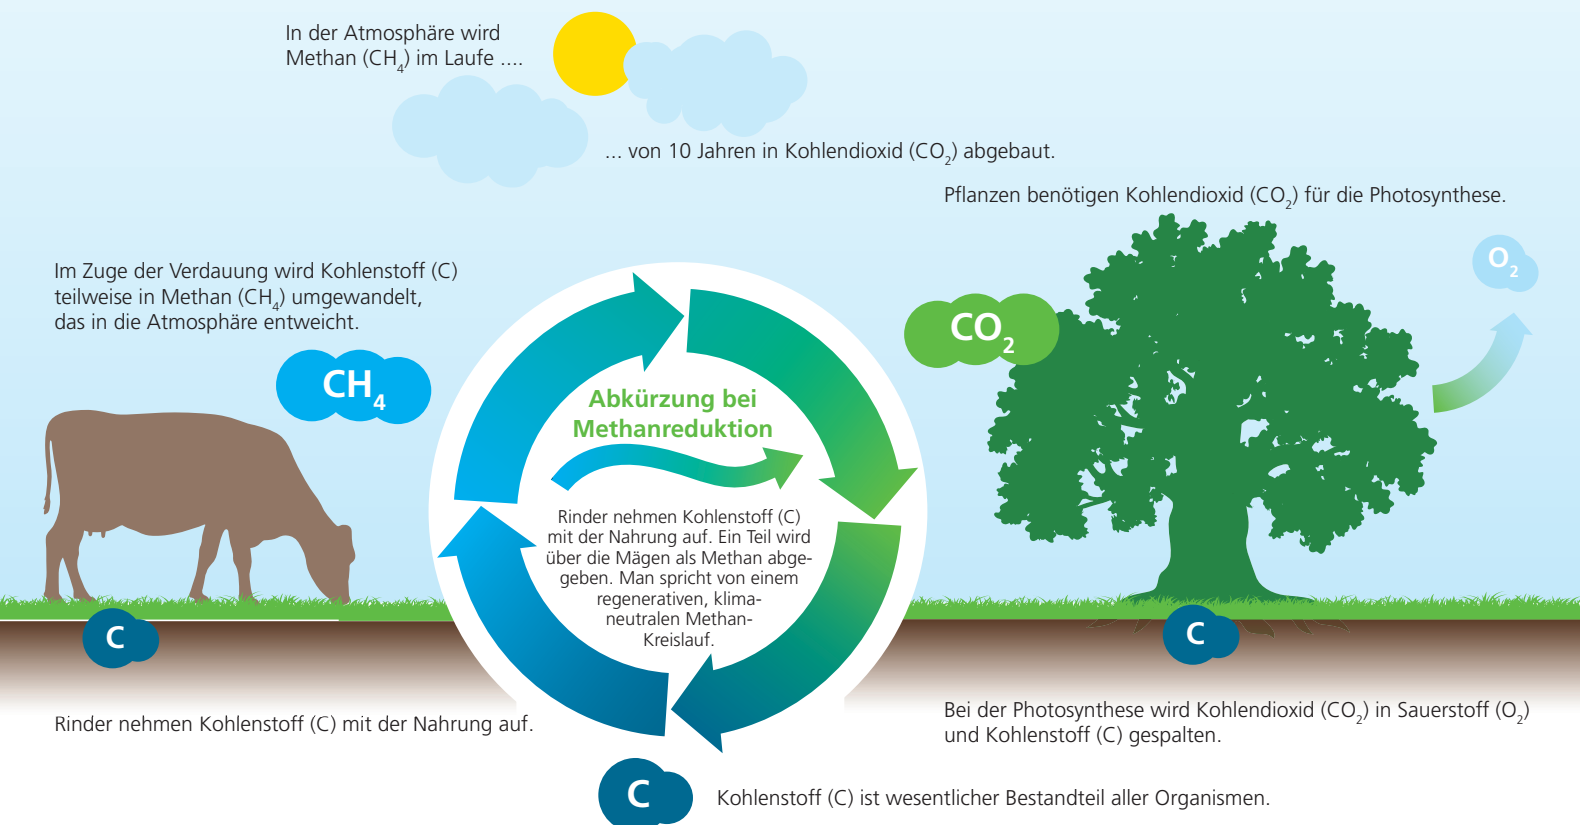 In der Atmosphäre wird
Methan (CH₄) im Laufe ....
... von 10 Jahren in Kohlendioxid (CO₂) abgebaut.
Pflanzen benötigen Kohlendioxid (CO₂) für die Photosynthese.
O₂
Im Zuge der Verdauung wird Kohlenstoff (C)
teilweise in Methan (CH₄) umgewandelt,
das in die Atmosphäre entweicht.
CO₂
CH₄
Abkürzung bei
Methanreduktion
Rinder nehmen Kohlenstoff (C)
mit der Nahrung auf. Ein Teil wird
über die Mägen als Methan abge-
geben. Man spricht von einem
regenerativen, klima-
neutralen Methan-
Kreislauf.
C
C
Rinder nehmen Kohlenstoff (C) mit der Nahrung auf.
Bei der Photosynthese wird Kohlendioxid (CO₂) in Sauerstoff (O₂)
und Kohlenstoff (C) gespalten.
C
Kohlenstoff (C) ist wesentlicher Bestandteil aller Organismen.